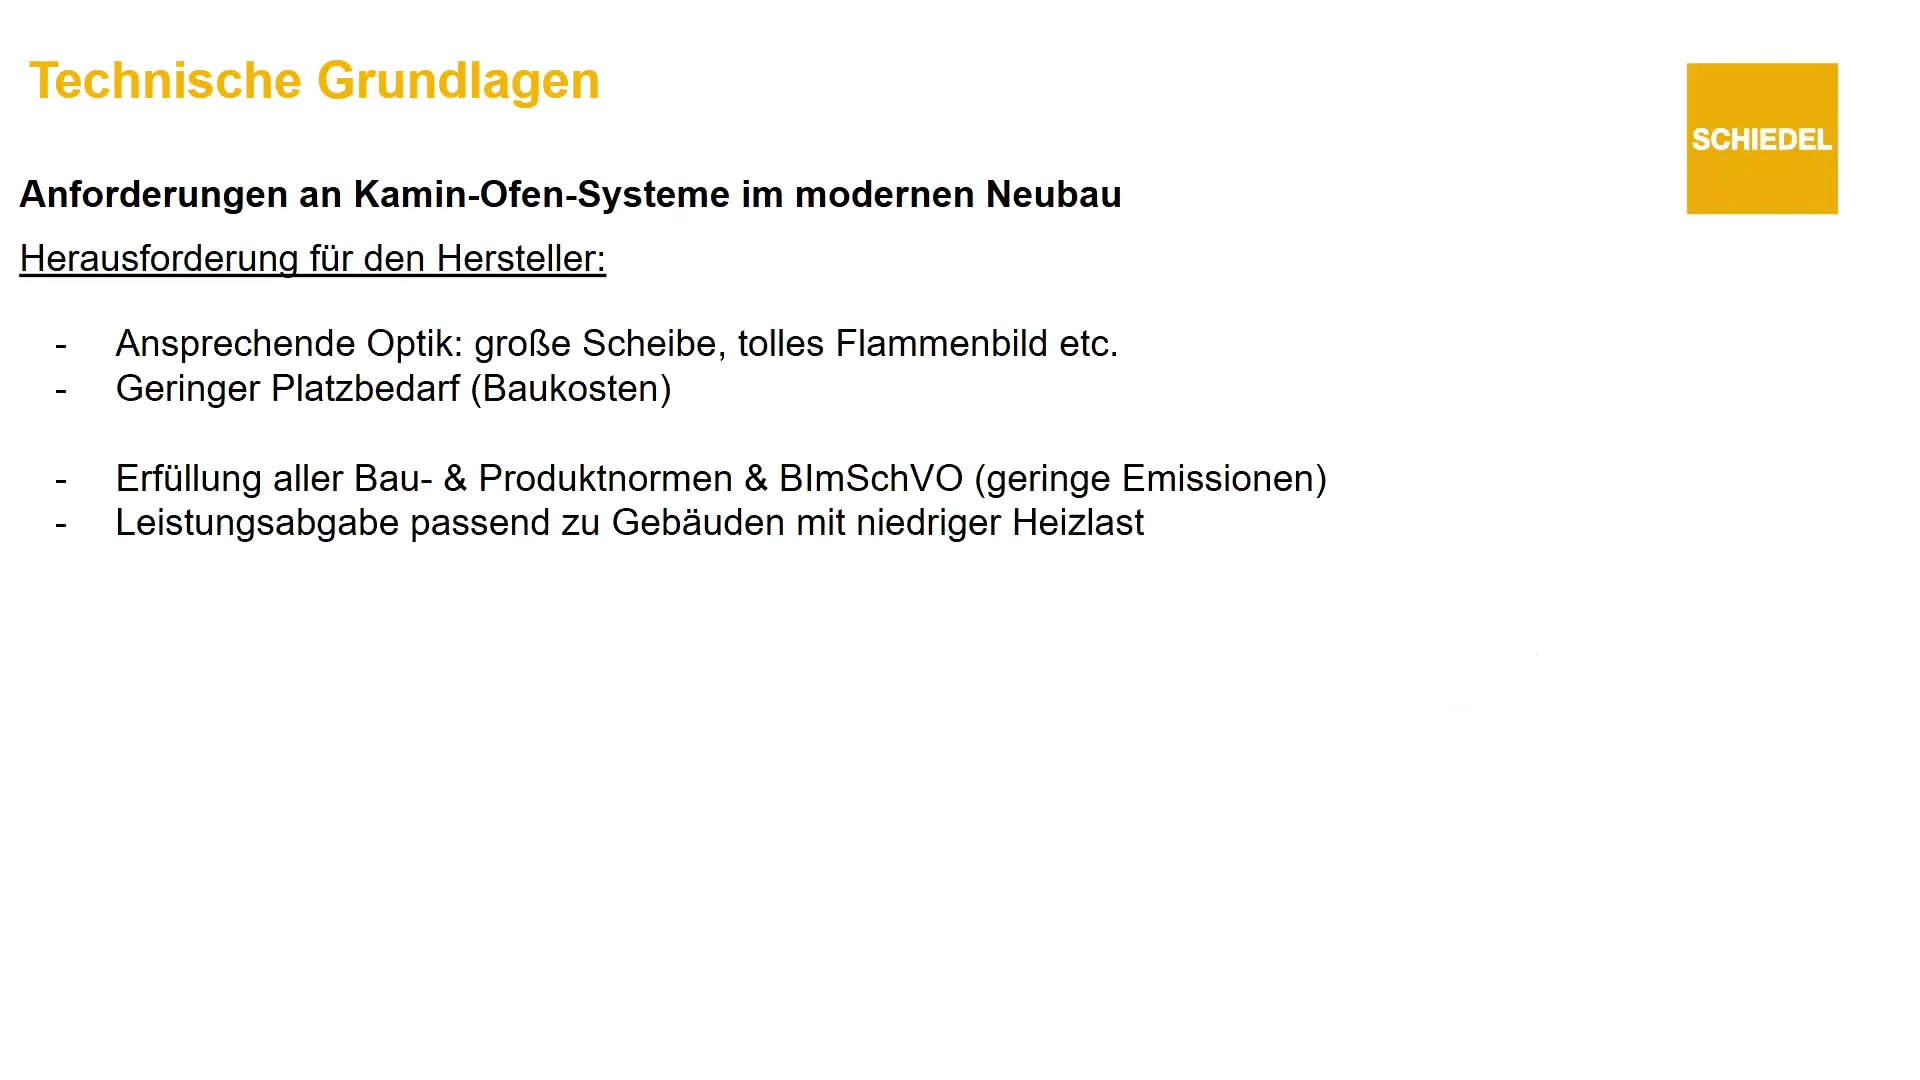 Technische Grundlagen
SCHIEDEL
Anforderungen an Kamin-Ofen-Systeme im modernen Neubau
Herausforderung für den Hersteller:
- Ansprechende Optik: große Scheibe, tolles Flammenbild etc.
- Geringer Platzbedarf (Baukosten)
- Erfüllung aller Bau- & Produktnormen & BImSchVO (geringe Emissionen)
- Leistungsabgabe passend zu Gebäuden mit niedriger Heizlast